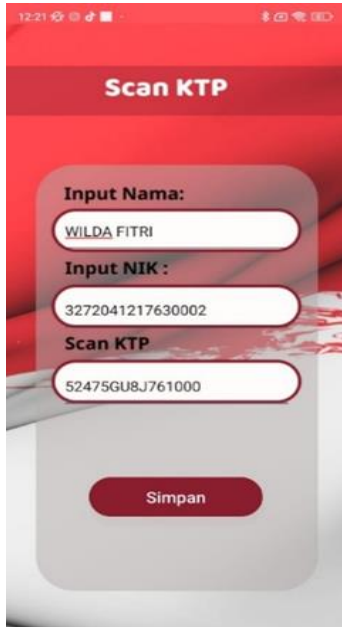 12:21
Scan KTP
Input Nama:
WILDA FITRI
Input NIK :
3272041217630002
Scan KTP
52475GU8J761000
Simpan